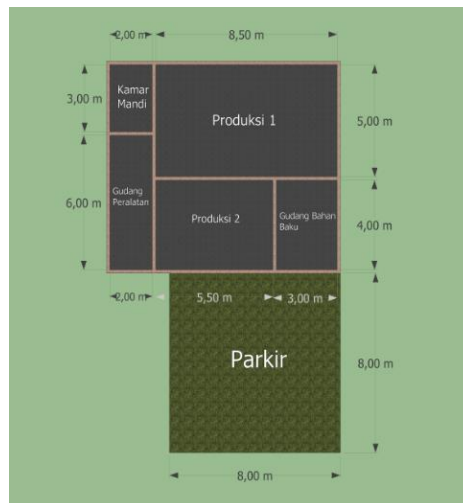 2,00 m
8,50 m
Kamar
Mandi
3,00 m
Produksi 1
5,00 m
Gudang
Peralatan
6,00 m
Produksi 2
Gudang Bahan
Baku
4,00 m
2,00 m
5,50 m
3,00 m
Parkir
8,00 m
8,00 m